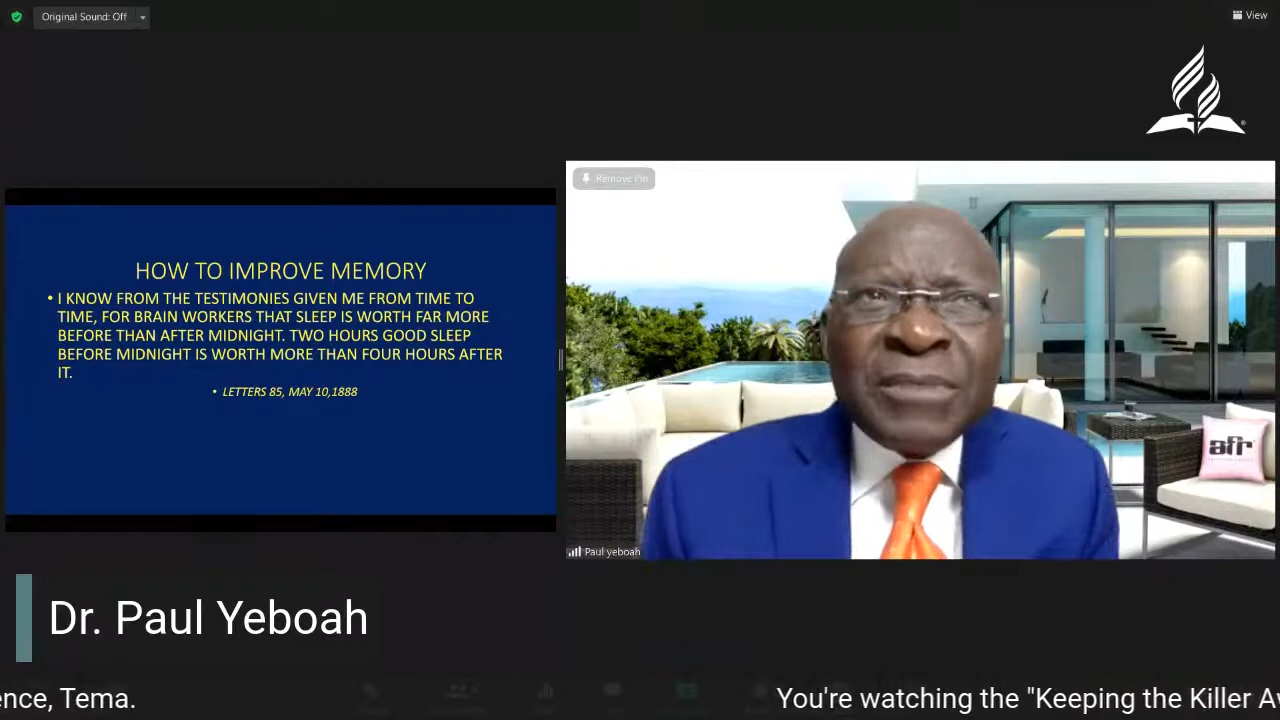 Original Sound: Off
View
Remove Pin
HOW TO IMPROVE MEMORY
• I KNOW FROM THE TESTIMONIES GIVEN ME FROM TIME TO
TIME, FOR BRAIN WORKERS THAT SLEEP IS WORTH FAR MORE
BEFORE THAN AFTER MIDNIGHT. TWO HOURS GOOD SLEEP
BEFORE MIDNIGHT IS WORTH MORE THAN FOUR HOURS AFTER
IT.
• LETTERS 85, MAY 10,1888
afr
Paul yeboah
Dr. Paul Yeboah
ence, Tema.
You're watching the "Keeping the Killer Aw